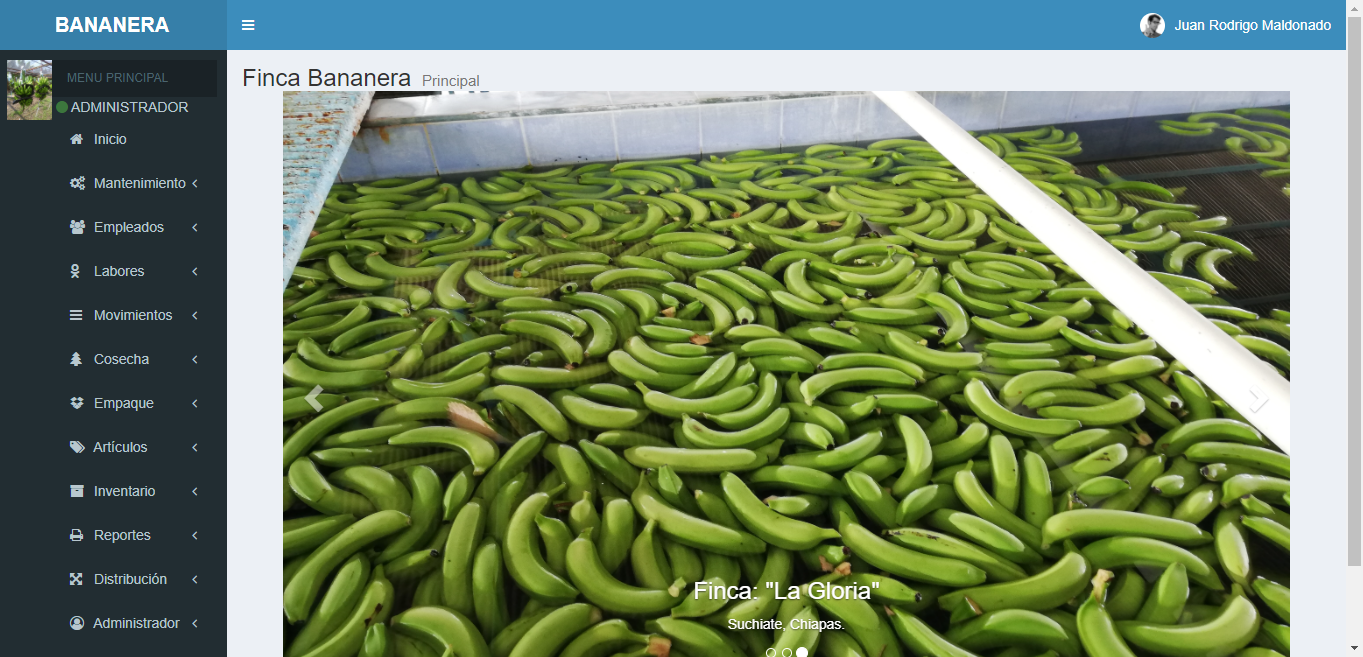 BANANERA
Juan Rodrigo Maldonado
MENU PRINCIPAL
ADMINISTRADOR
Inicio
Mantenimiento
Empleados
Labores
Movimientos
Cosecha
Empaque
Artículos
Inventario
Reportes
Distribución
Administrador
Finca Bananera Principal
Finca: "La Gloria"
Suchiate, Chiapas.